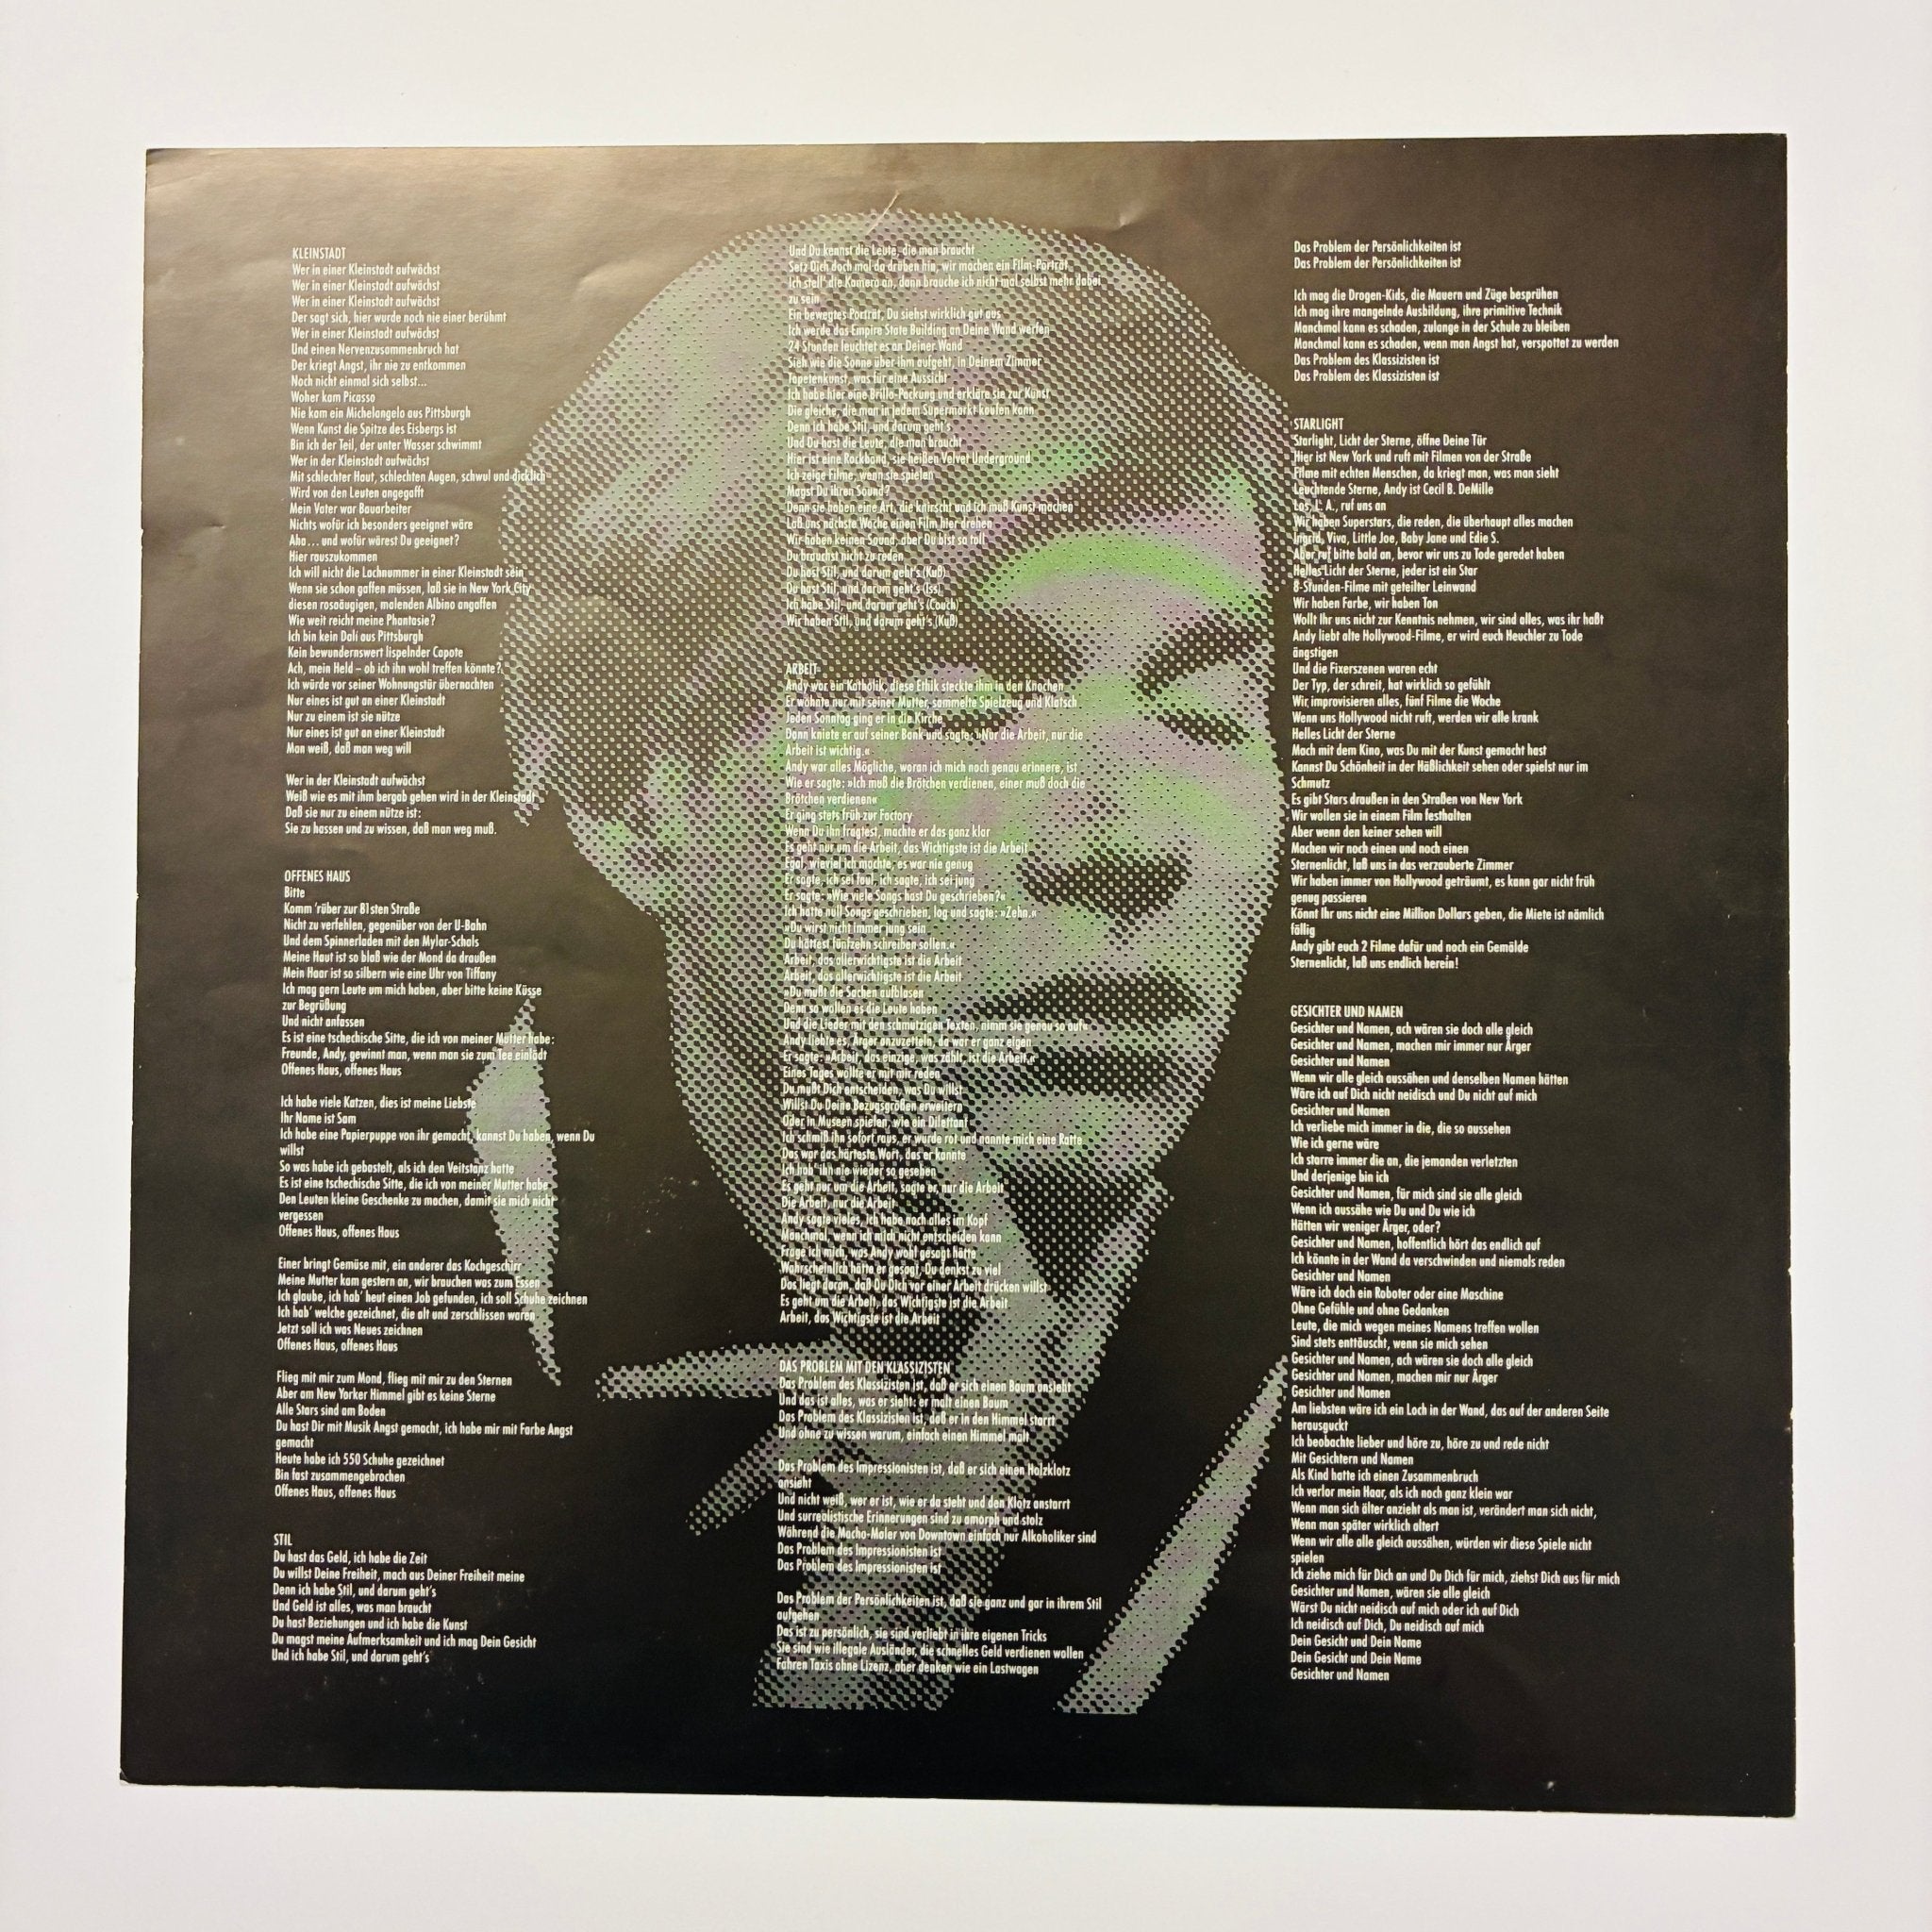 KLEINSTADT
Wer in einer Kleinstadt aufwächst
Wer in einer Kleinstadt aufwächst
Wer in einer Kleinstadt aufwächst
Der sagt sich, hier wurde noch nie einer berühmt
Wer in einer Kleinstadt aufwächst
Und einen Nervenzusammenbruch hat
Der kriegt Angst, ihr nie zu entkommen
Noch nicht einmal sich selbst...
Woher kam Picasso
Nie kam ein Michelangelo aus Pittsburgh
Wenn Kunst die Spitze des Eisbergs ist
Bin ich der Teil, der unter Wasser schwimmt
Wer in der Kleinstadt aufwächst
Mit schlechter Haut, schlechten Augen, schwul und dicklich
Wird von den Leuten angegafft
Mein Vater war Bauarbeiter
Nichts wofür ich besonders geeignet wäre
Aha... und wofür wärest Du geeignet?
Hier rauszukommen
Ich will nicht die Lachnummer in einer Kleinstadt sein
Wenn sie schon gaffen müssen, laß sie in New York City
diesen rosaäugigen, malenden Albino angaffen
Wie weit reicht meine Phantasie?
Ich bin kein Dali aus Pittsburgh
Kein bewundernswert lispelnder Capote
Ach, mein Held – ob ich ihn wohl treffen könnte?
Ich würde vor seiner Wohnungstür übernachten
Nur eines ist gut an einer Kleinstadt
Nur zu einem ist sie nütze
Nur eines ist gut an einer Kleinstadt
Man weiß, daß man weg will
Wer in der Kleinstadt aufwächst
Weiß wie es mit ihm bergab gehen wird in der Kleinstadt
Daß sie nur zu einem nütze ist:
Sie zu hassen und zu wissen, daß man weg muß.
OFFENES HAUS
Bitte
Komm 'rüber zur 81sten Straße
Nicht zu verfehlen, gegenüber von der U-Bahn
Und dem Spinnerladen mit den Mylar-Schals
Meine Haut ist so blaß wie der Mond da draußen
Mein Haar ist so silbern wie eine Uhr von Tiffany
Ich mag gern Leute um mich haben, aber bitte keine Küsse
zur Begrüßung
Und nicht anfassen
Es ist eine tschechische Sitte, die ich von meiner Mutter habe:
Freunde, Andy, gewinnt man, wenn man sie zum Tee einlädt
Offenes Haus, offenes Haus
Ich habe viele Katzen, dies ist meine Liebste
Ihr Name ist Sam
Ich habe eine Papierpuppe von ihr gemacht, kannst Du haben, wenn Du
willst
So was habe ich gebastelt, als ich den Veitstanz hatte
Es ist eine tschechische Sitte, die ich von meiner Mutter habe
Den Leuten kleine Geschenke zu machen, damit sie mich nicht
vergessen
Offenes Haus, offenes Haus
Einer bringt Gemüse mit, ein anderer das Kochgeschirr
Meine Mutter kam gestern an, wir brauchen was zum Essen
Ich glaube, ich hab' heut einen Job gefunden, ich soll Schuhe zeichnen
Ich hab' welche gezeichnet, die alt und zerschlissen waren
Jetzt soll ich was Neues zeichnen
Offenes Haus, offenes Haus
Flieg mit mir zum Mond, flieg mit mir zu den Sternen
Aber am New Yorker Himmel gibt es keine Sterne
Alle Stars sind am Boden
Du hast Dir mit Musik Angst gemacht, ich habe mir mit Farbe Angst
gemacht
Heute habe ich 550 Schuhe gezeichnet
Bin fast zusammengebrochen
Offenes Haus, offenes Haus
STIL
Du hast das Geld, ich habe die Zeit
Du willst Deine Freiheit, mach aus Deiner Freiheit meine
Denn ich habe Stil, und darum geht's
Und Geld ist alles, was man braucht
Du hast Beziehungen und ich habe die Kunst
Du magst meine Aufmerksamkeit und ich mag Dein Gesicht
Und ich habe Stil, und darum geht's
Und Du kennst die Leute, die man braucht
Setz Dich doch mal da drüben hin, wir machen ein Film-Porträt
Ich stell' die Kamera an, dann brauche ich nicht mal selbst mehr dabei
zu sein
Ein bewegtes Porträt, Du siehst wirklich gut aus
Ich werde das Empire State Building an Deine Wand werfen
24 Stunden leuchtet es an Deiner Wand
Sieh wie die Sonne über ihm aufgeht, in Deinem Zimmer
Tapetenkunst, was für eine Aussicht
Ich habe hier eine Brillo-Packung und erkläre sie zur Kunst
Die gleiche, die man in jedem Supermarkt kaufen kann
Denn ich habe Stil, und darum geht's
Und Du hast die Leute, die man braucht
Hier ist eine Rockband, sie heißen Velvet Underground
Ich zeige Filme, wenn sie spielen
Magst Du ihren Sound?
Denn sie haben eine Art, die knirscht und ich muß Kunst machen
Laß uns nächste Woche einen Film hier drehen
Wir haben keinen Sound, aber Du bist so toll
Du brauchst nicht zu reden
Du hast Stil, und darum geht's (Kuß)
Du hast Stil, und darum geht's (Iss)
Ich habe Stil, und darum geht's (Couch)
Wir haben Stil, und darum geht's (Kuß)
ARBEIT
Andy war ein Katholik, diese Ethik steckte ihm in den Knochen
Er wohnte nur mit seiner Mutter, sammelte Spielzeug und Klatsch
Jeden Sonntag ging er in die Kirche
Dann kniete er auf seiner Bank und sagte: »Nur die Arbeit, nur die
Arbeit ist wichtig.«
Andy war alles Mögliche, woran ich mich noch genau erinnere, ist
Wie er sagte: »Ich muß die Brötchen verdienen, einer muß doch die
Brötchen verdienen«
Er ging stets früh zur Factory
Wenn Du ihn fragtest, machte er das ganz klar
Es geht nur um die Arbeit, das Wichtigste ist die Arbeit
Egal, wieviel ich machte, es war nie genug
Er sagte, ich sei faul, ich sagte, ich sei jung
Er sagte: »Wie viele Songs hast Du geschrieben?«
Ich hatte null Songs geschrieben, log und sagte: »Zehn.«
»Du wirst nicht immer jung sein
Du hättest fünfzehn schreiben sollen.«
Arbeit, das allerwichtigste ist die Arbeit
Arbeit, das allerwichtigste ist die Arbeit
»Du mußt die Sachen aufblasen
Denn so wollen es die Leute haben
Und die Lieder mit den schmutzigen Texten, nimm sie genau so auf«
Andy liebte es, Ärger anzuzetteln, da war er ganz eigen
Er sagte: »Arbeit, das einzige, was zählt, ist die Arbeit.«
Eines Tages wollte er mit mir reden
Du mußt Dich entscheiden, was Du willst
Willst Du Deine Bezugsgrößen erweitern
Oder in Museen spielen, wie ein Dilettant
Ich schmiß ihn sofort raus, er wurde rot und nannte mich eine Ratte
Das war das härteste Wort, das er kannte
Ich hab' ihn nie wieder so gesehen
Es geht nur um die Arbeit, sagte er, nur die Arbeit
Die Arbeit, nur die Arbeit
Andy sagte vieles, ich habe noch alles im Kopf
Manchmal, wenn ich mich nicht entscheiden kann
Frage ich mich, was Andy wohl gesagt hätte
Wahrscheinlich hätte er gesagt, Du denkst zu viel
Das liegt daran, daß Du Dich vor einer Arbeit drücken willst
Es geht um die Arbeit, das Wichtigste ist die Arbeit
Arbeit, das Wichtigste ist die Arbeit
DAS PROBLEM MIT DEN KLASSIZISTEN
Das Problem des Klassizisten ist, daß er sich einen Baum ansieht
Und das ist alles, was er sieht: er malt einen Baum
Das Problem des Klassizisten ist, daß er in den Himmel starrt
Und ohne zu wissen warum, einfach einen Himmel malt
Das Problem des Impressionisten ist, daß er sich einen Holzklotz
ansieht
Und nicht weiß, wer er ist, wie er da steht und den Klotz anstarrt
Und surrealistische Erinnerungen sind zu amorph und stolz
Während die Macho-Maler von Downtown einfach nur Alkoholiker sind
Das Problem des Impressionisten ist
Das Problem des Impressionisten ist
Das Problem der Persönlichkeiten ist, daß sie ganz und gar in ihrem Stil
aufgehen
Das ist zu persönlich, sie sind verliebt in ihre eigenen Tricks
Sie sind wie illegale Ausländer, die schnelles Geld verdienen wollen
Fahren Taxis ohne Lizenz, aber denken wie ein Lastwagen
Das Problem der Persönlichkeiten ist
Das Problem der Persönlichkeiten ist
Ich mag die Drogen-Kids, die Mauern und Züge besprühen
Ich mag ihre mangelnde Ausbildung, ihre primitive Technik
Manchmal kann es schaden, zulange in der Schule zu bleiben
Manchmal kann es schaden, wenn man Angst hat, verspottet zu werden
Das Problem des Klassizisten ist
Das Problem des Klassizisten ist
STARLIGHT
Starlight, Licht der Sterne, öffne Deine Tür
Hier ist New York und ruft mit Filmen von der Straße
Filme mit echten Menschen, da kriegt man, was man sieht
Leuchtende Sterne, Andy ist Cecil B. DeMille
Los, L. A., ruf uns an
Wir haben Superstars, die reden, die überhaupt alles machen
Ingrid, Viva, Little Joe, Baby Jane und Edie S.
Aber ruf bitte bald an, bevor wir uns zu Tode geredet haben
Helles Licht der Sterne, jeder ist ein Star
8-Stunden-Filme mit geteilter Leinwand
Wir haben Farbe, wir haben Ton
Wollt Ihr uns nicht zur Kenntnis nehmen, wir sind alles, was ihr haßt
Andy liebt alte Hollywood-Filme, er wird euch Heuchler zu Tode
ängstigen
Und die Fixerszenen waren echt
Der Typ, der schreit, hat wirklich so gefühlt
Wir improvisieren alles, fünf Filme die Woche
Wenn uns Hollywood nicht ruft, werden wir alle krank
Helles Licht der Sterne
Mach mit dem Kino, was Du mit der Kunst gemacht hast
Kannst Du Schönheit in der Häßlichkeit sehen oder spielst nur im
Schmutz
Es gibt Stars draußen in den Straßen von New York
Wir wollen sie in einem Film festhalten
Aber wenn den keiner sehen will
Machen wir noch einen und noch einen
Sternenlicht, laß uns in das verzauberte Zimmer
Wir haben immer von Hollywood geträumt, es kann gar nicht früh
genug passieren
Könnt Ihr uns nicht eine Million Dollars geben, die Miete ist nämlich
fällig
Andy gibt euch 2 Filme dafür und noch ein Gemälde
Sternenlicht, laß uns endlich herein!
GESICHTER UND NAMEN
Gesichter und Namen, ach wären sie doch alle gleich
Gesichter und Namen, machen mir immer nur Ärger
Gesichter und Namen
Wenn wir alle gleich aussähen und denselben Namen hätten
Wäre ich auf Dich nicht neidisch und Du nicht auf mich
Gesichter und Namen
Ich verliebe mich immer in die, die so aussehen
Wie ich gerne wäre
Ich starre immer die an, die jemanden verletzten
Und derjenige bin ich
Gesichter und Namen, für mich sind sie alle gleich
Wenn ich aussähe wie Du und Du wie ich
Hätten wir weniger Ärger, oder?
Gesichter und Namen, hoffentlich hört das endlich auf
Ich könnte in der Wand da verschwinden und niemals reden
Gesichter und Namen
Wäre ich doch ein Roboter oder eine Maschine
Ohne Gefühle und ohne Gedanken
Leute, die mich wegen meines Namens treffen wollen
Sind stets enttäuscht, wenn sie mich sehen
Gesichter und Namen, ach wären sie doch alle gleich
Gesichter und Namen, machen mir nur Ärger
Gesichter und Namen
Am liebsten wäre ich ein Loch in der Wand, das auf der anderen Seite
herausguckt
Ich beobachte lieber und höre zu, höre zu und rede nicht
Mit Gesichtern und Namen
Als Kind hatte ich einen Zusammenbruch
Ich verlor mein Haar, als ich noch ganz klein war
Wenn man sich älter anzieht als man ist, verändert man sich nicht,
Wenn man später wirklich altert
Wenn wir alle alle gleich aussähen, würden wir diese Spiele nicht
spielen
Ich ziehe mich für Dich an und Du Dich für mich, ziehst Dich aus für mich
Gesichter und Namen, wären sie alle gleich
Wärst Du nicht neidisch auf mich oder ich auf Dich
Ich neidisch auf Dich, Du neidisch auf mich
Dein Gesicht und Dein Name
Dein Gesicht und Dein Name
Gesichter und Namen